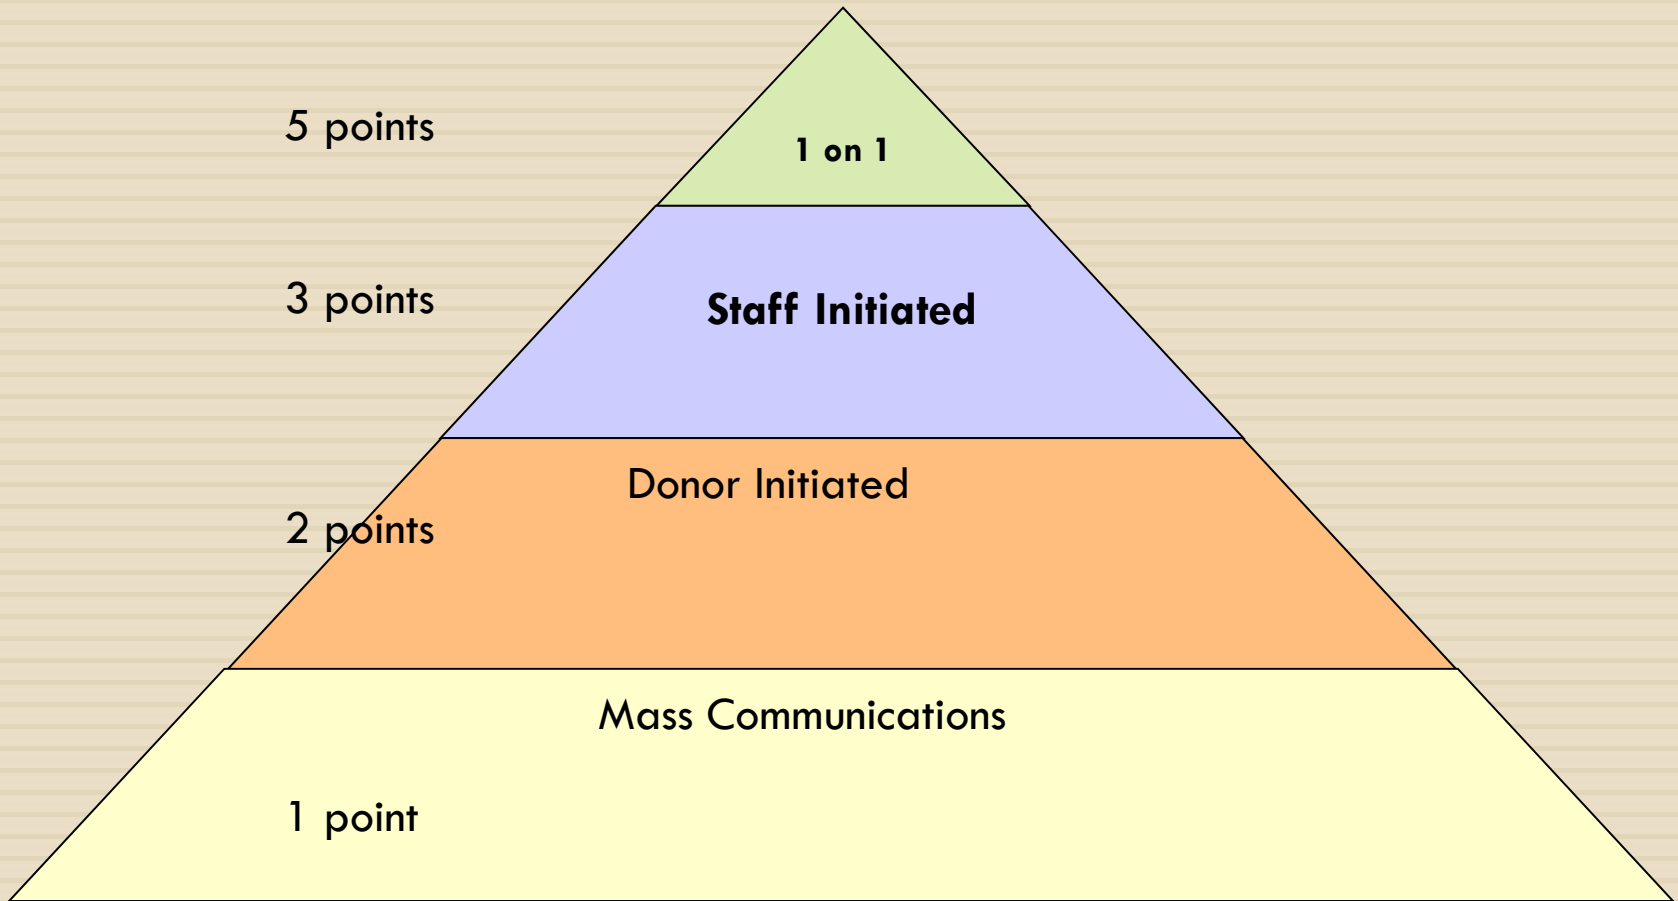 5 points
1 on 1
3 points
Staff Initiated
Donor Initiated
2 points
Mass Communications
1 point